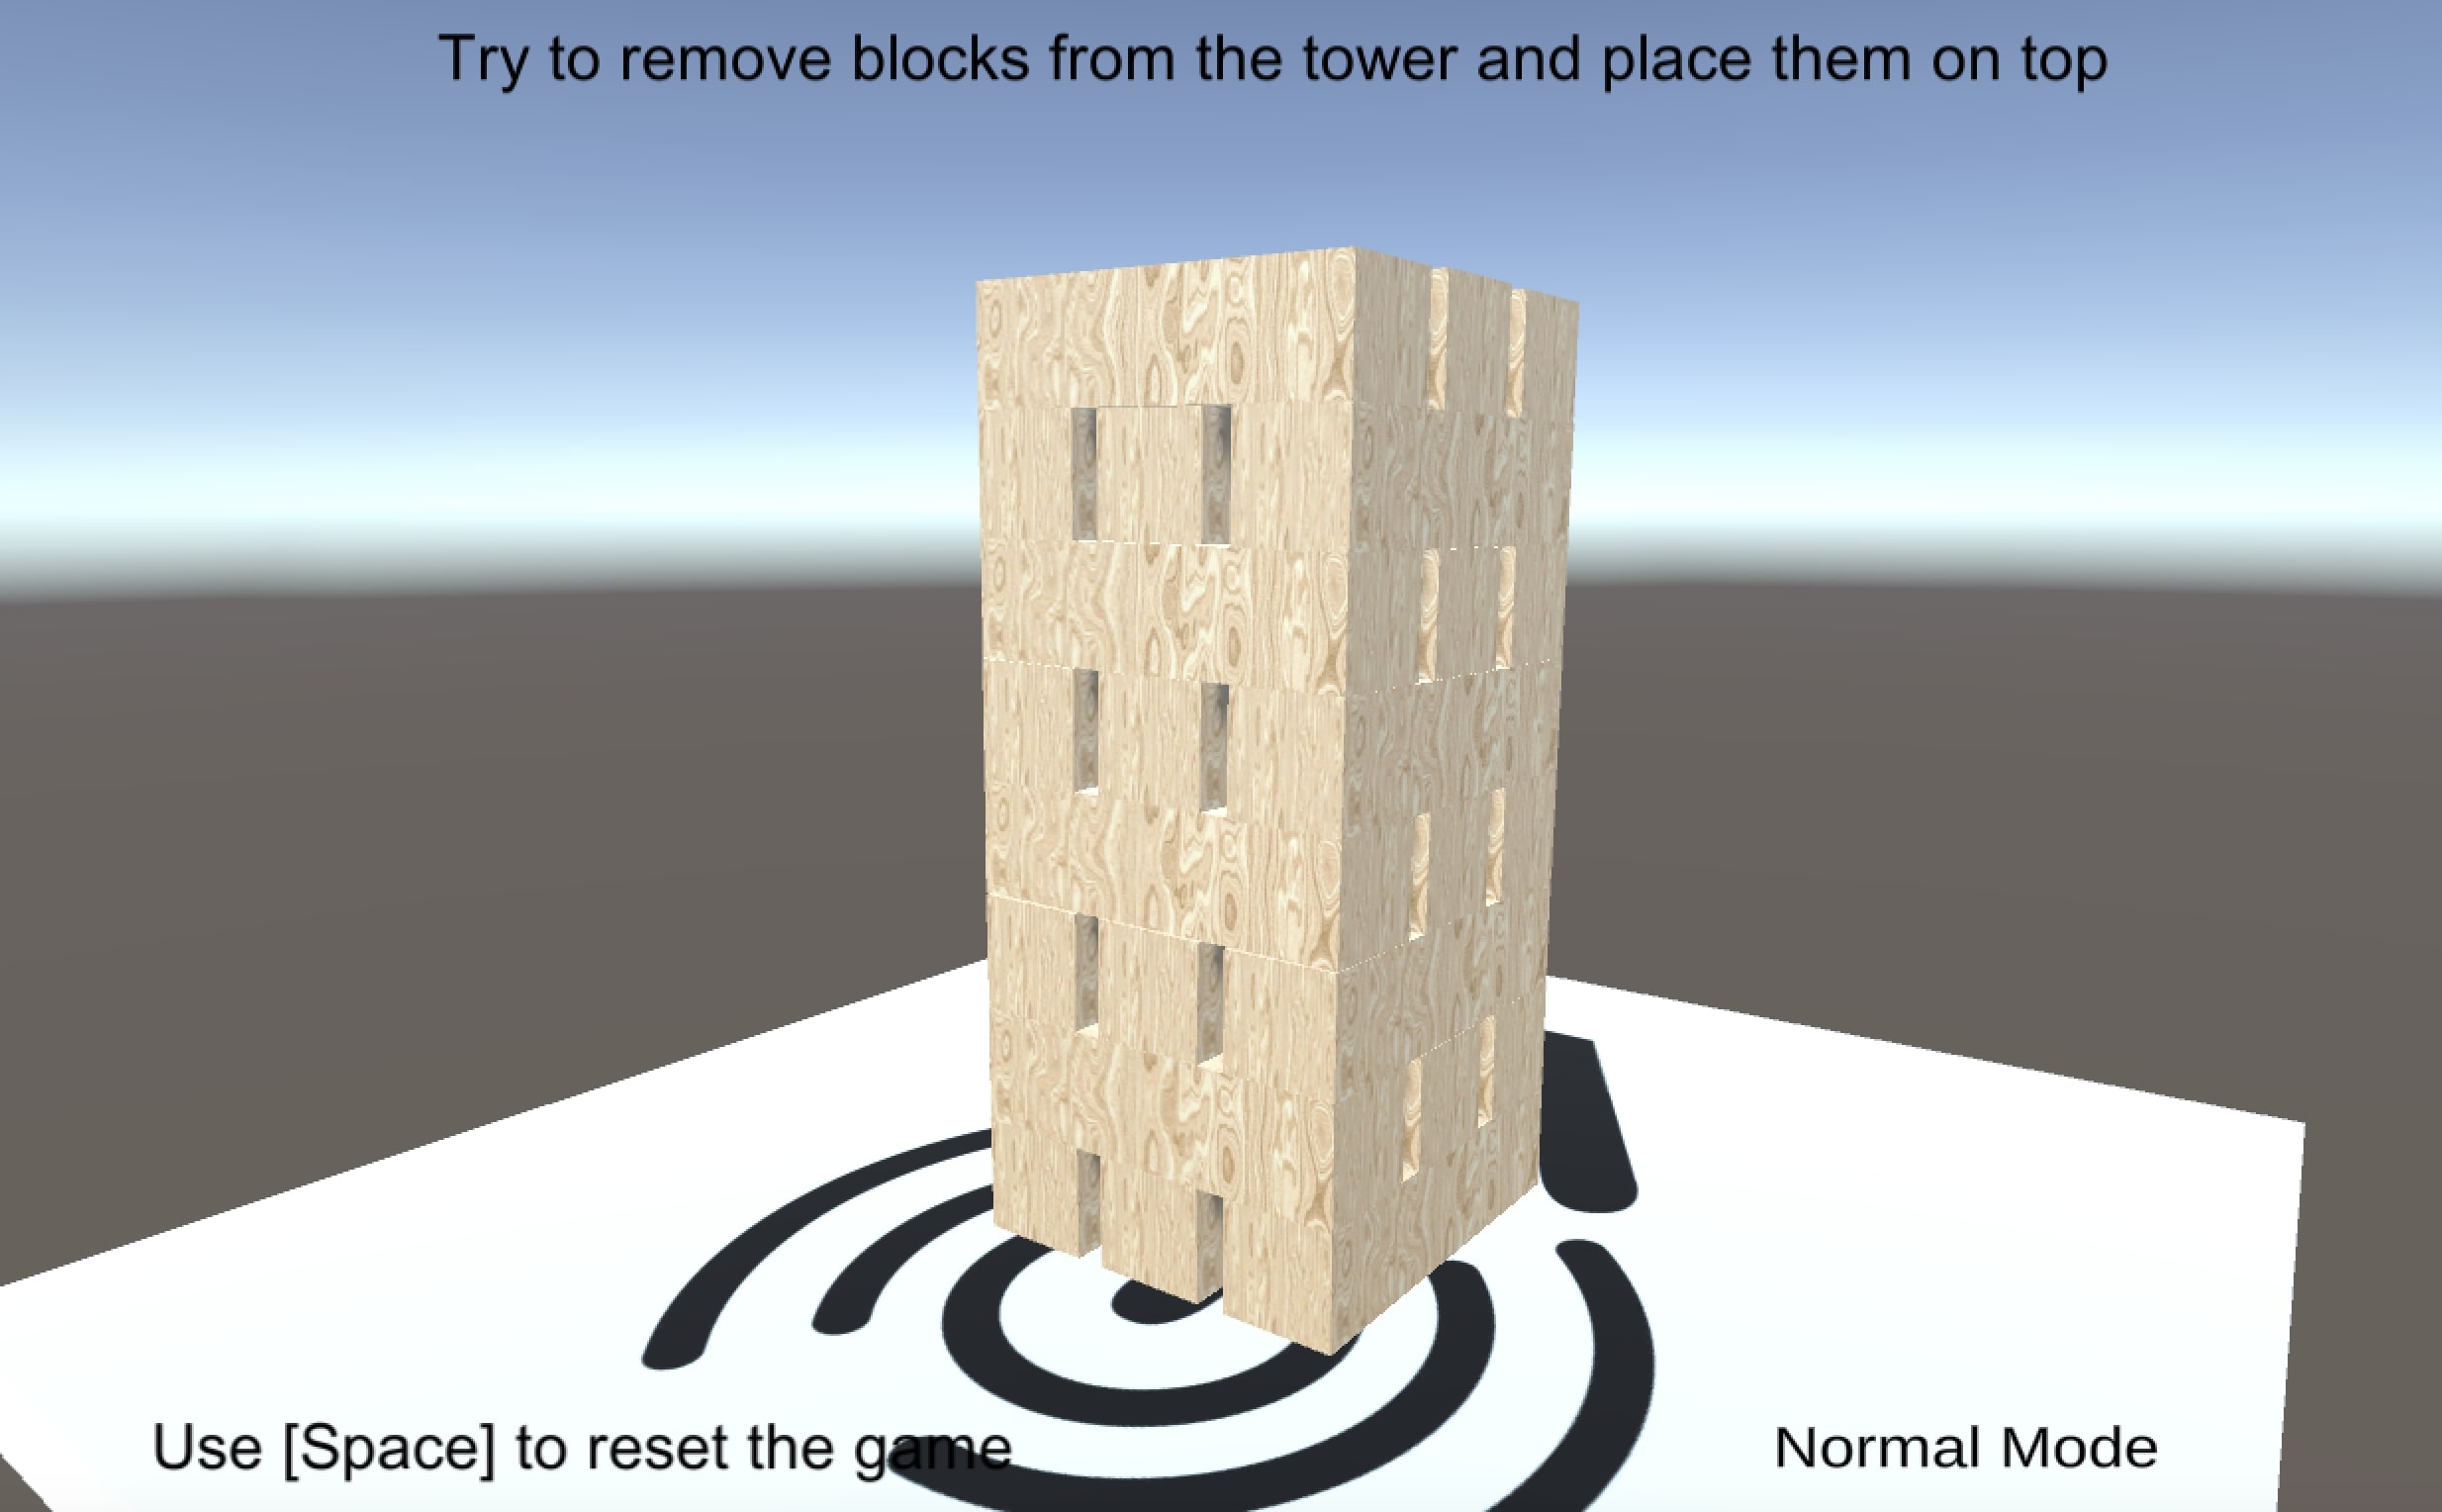 Try to remove blocks from the tower and place them on top
Use [Space] to reset the game
Normal Mode